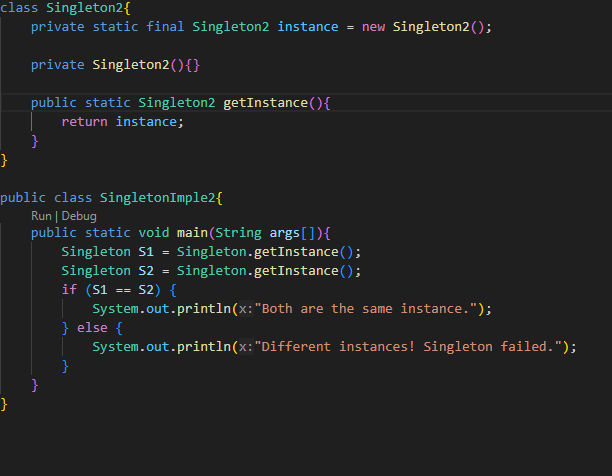 class Singleton2{
    private static final Singleton2 instance = new Singleton2();
    private Singleton2(){}
    public static Singleton2 getInstance(){
        return instance;
    }
}
public class SingletonImple2{
    Run | Debug
    public static void main(String args[]){
        Singleton S1 = Singleton.getInstance();
        Singleton S2 = Singleton.getInstance();
        if (S1 == S2) {
            System.out.println(x:"Both are the same instance.");
        } else {
            System.out.println(x:"Different instances! Singleton failed.");
        }
    }
}